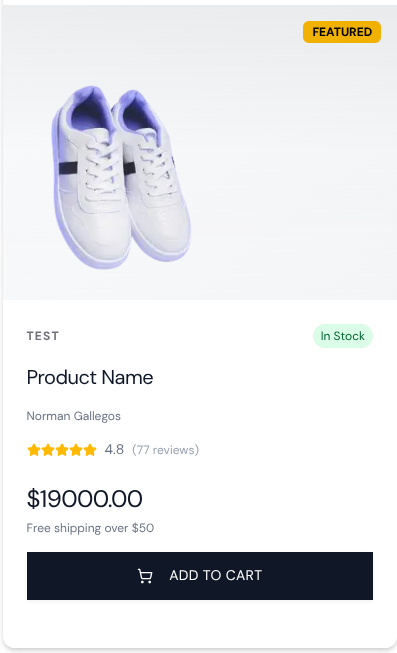 FEATURED
TEST
In Stock
Product Name
Norman Gallegos
4.8 (77 reviews)
$19000.00
Free shipping over $50
ADD TO CART